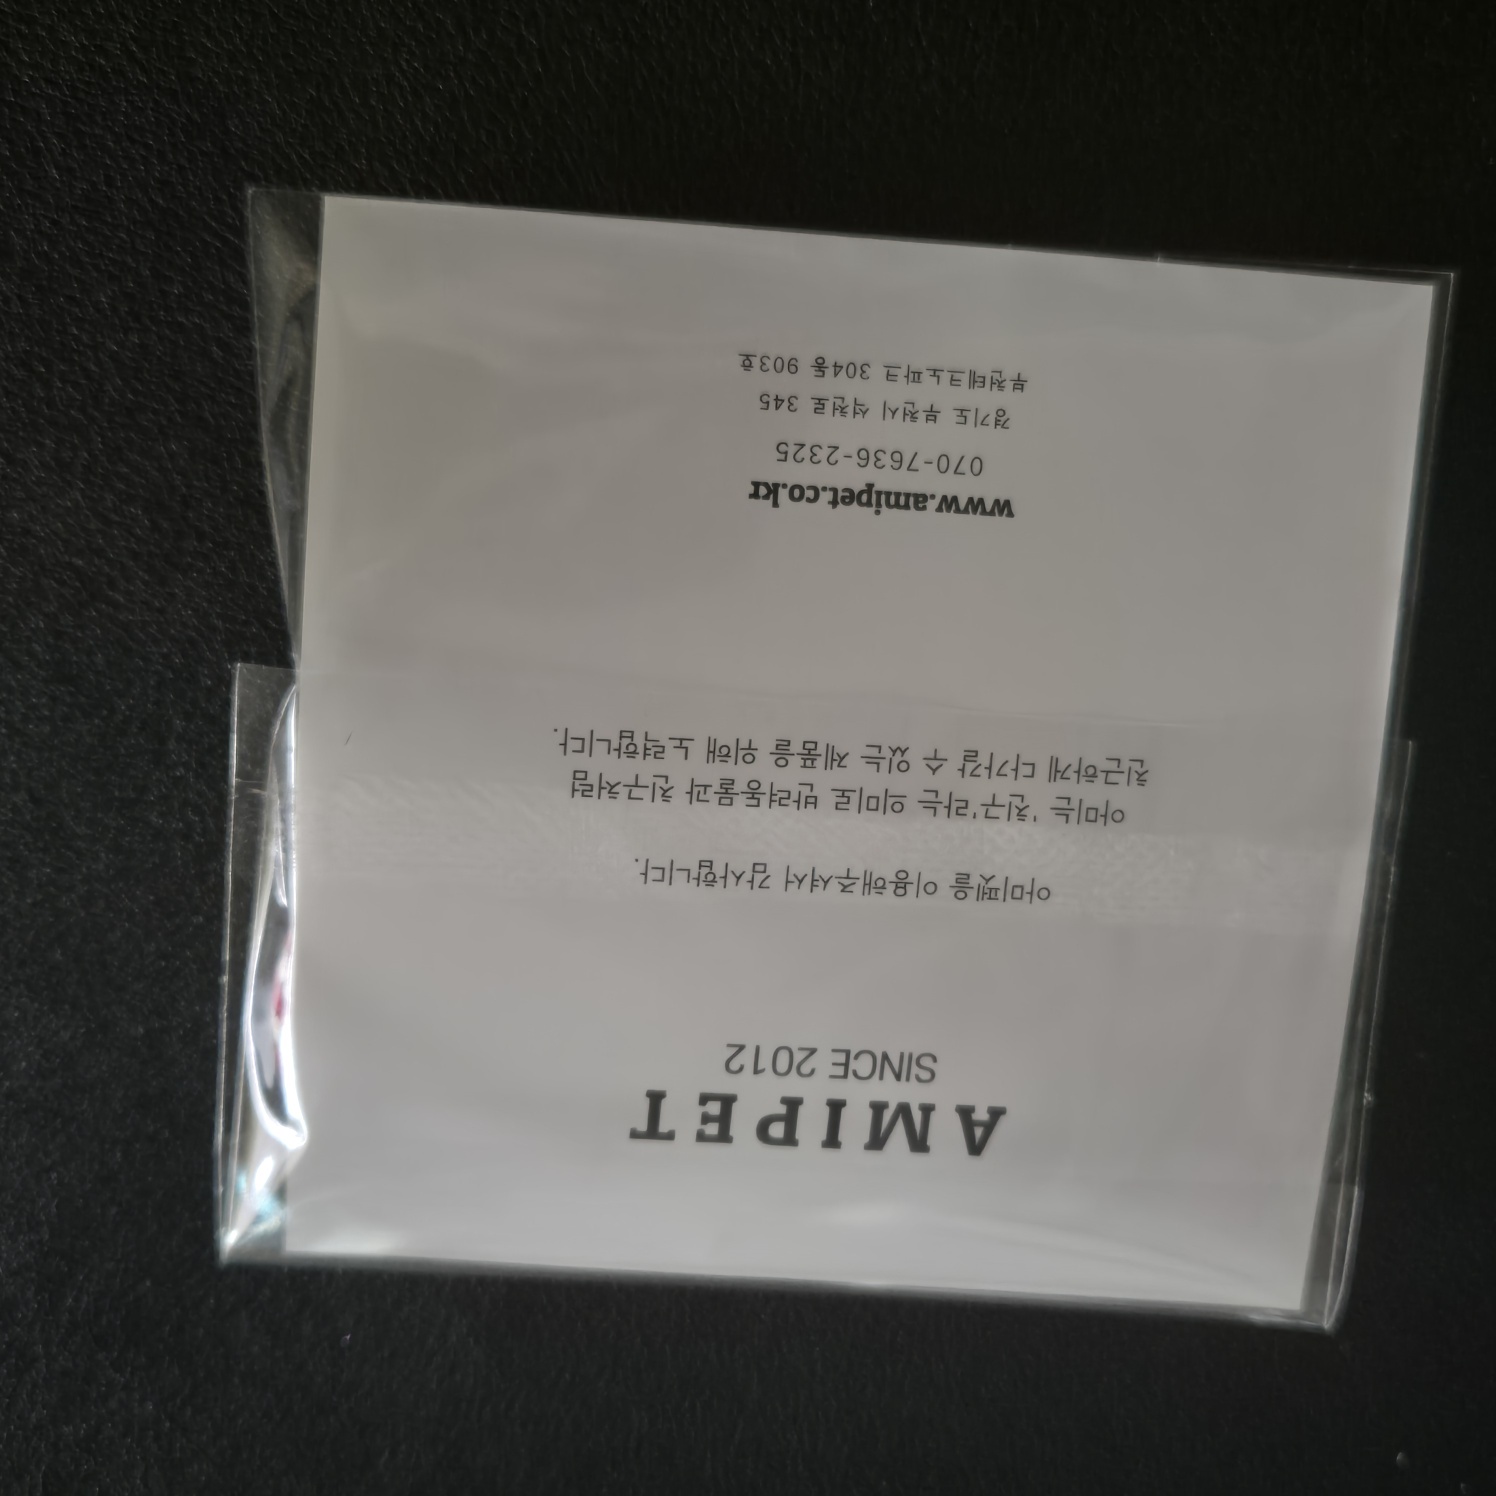 AMIPET
SINCE 2012
아미펫을 이용해주셔서 감사합니다.
아미는 '친구'라는 의미로 반려동물과 친구처럼
친근하게 다가갈 수 있는 제품을 위해 노력합니다.
www.amipet.co.kr
070-7636-2325
경기도 부천시 석천로 345
부천테크노파크 304동 903호